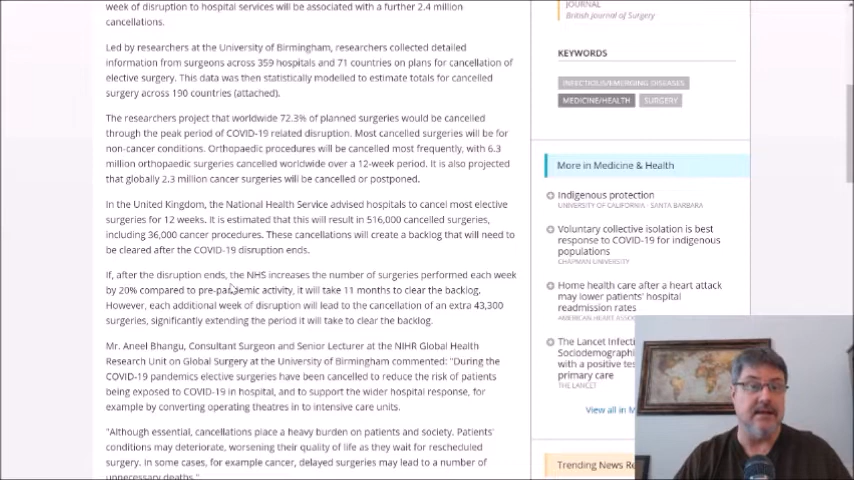 week of disruption to hospital services will be associated with a further 2.4 million
cancellations.
Led by researchers at the University of Birmingham, researchers collected detailed
information from surgeons across 359 hospitals and 71 countries on plans for cancellation of
elective surgery. This data was then statistically modelled to estimate totals for cancelled
surgery across 190 countries (attached).
The researchers project that worldwide 72.3% of planned surgeries would be cancelled
through the peak period of COVID-19 related disruption. Most cancelled surgeries will be for
non-cancer conditions. Orthopaedic procedures will be cancelled most frequently, with 6.3
million orthopaedic surgeries cancelled worldwide over a 12-week period. It is also projected
that globally 2.3 million cancer surgeries will be cancelled or postponed.
In the United Kingdom, the National Health Service advised hospitals to cancel most elective
surgeries for 12 weeks. It is estimated that this will result in 516,000 cancelled surgeries,
including 36,000 cancer procedures. These cancellations will create a backlog that will need to
be cleared after the COVID-19 disruption ends.
If, after the disruption ends, the NHS increases the number of surgeries performed each week
by 20% compared to pre-pandemic activity, it will take 11 months to clear the backlog.
However, each additional week of disruption will lead to the cancellation of an extra 43,300
surgeries, significantly extending the period it will take to clear the backlog.
Mr. Aneel Bhangu, Consultant Surgeon and Senior Lecturer at the NIHR Global Health
Research Unit on Global Surgery at the University of Birmingham commented: "During the
COVID-19 pandemics elective surgeries have been cancelled to reduce the risk of patients
being exposed to COVID-19 in hospital, and to support the wider hospital response, for
example by converting operating theatres in to intensive care units.
"Although essential, cancellations place a heavy burden on patients and society. Patients'
conditions may deteriorate, worsening their quality of life as they wait for rescheduled
surgery. In some cases, for example cancer, delayed surgeries may lead to a number of
unnecessary deaths."
JOURNAL
British Journal of Surgery
KEYWORDS
INFECTIOUS/EMERGING DISEASES
MEDICINE/HEALTH SURGERY
More in Medicine & Health
Indigenous protection
UNIVERSITY OF CALIFORNIA - SANTA BARBARA
Voluntary collective isolation is best
response to COVID-19 for indigenous
populations
CHAPMAN UNIVERSITY
Home health care after a heart attack
may lower patients' hospital
readmission rates
AMERICAN HEART
The Lancet
Sociodemographi
with a positive
primary care
THE LANCET
View all in M
Trending News Re